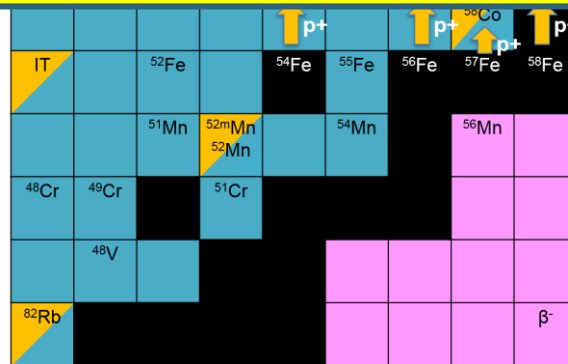 ⁵⁸Co
p+ p+ p+ p+
IT ⁵²Fe ⁵⁴Fe ⁵⁵Fe ⁵⁶Fe ⁵⁷Fe ⁵⁸Fe
⁵¹Mn ⁵²ᵐMn ⁵⁴Mn ⁵⁶Mn
⁵²Mn
⁴⁸Cr ⁴⁹Cr ⁵¹Cr
⁴⁸V
⁸²Rb β⁻